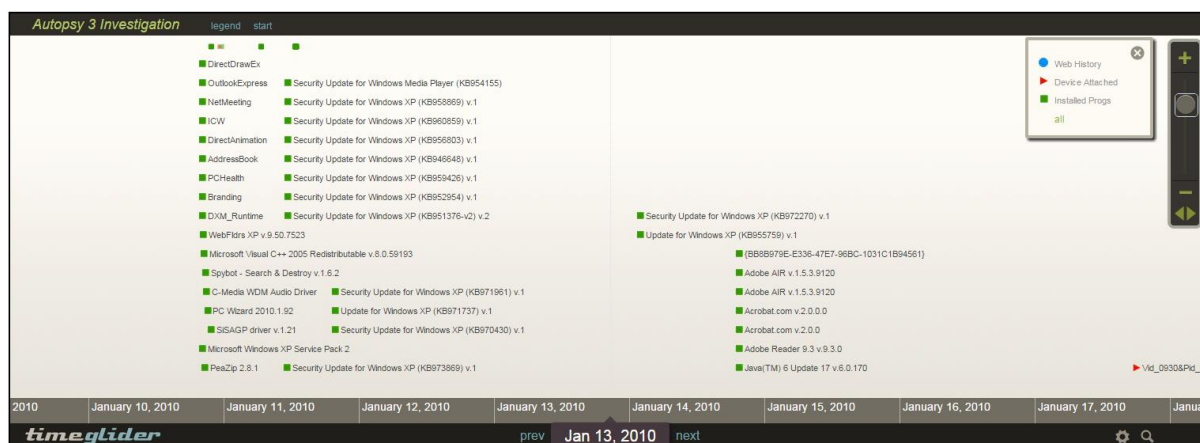 Autopsy 3 Investigation legend start
DirectDrawEx
OutlookExpress Security Update for Windows Media Player (KB954155)
NetMeeting Security Update for Windows XP (KB958869) v.1
ICW Security Update for Windows XP (KB960859) v.1
DirectAnimation Security Update for Windows XP (KB956803) v.1
AddressBook Security Update for Windows XP (KB946648) v.1
PCHealth Security Update for Windows XP (KB959426) v.1
Branding Security Update for Windows XP (KB952954) v.1
DXM_Runtime Security Update for Windows XP (KB951376-v2) v.2 Security Update for Windows XP (KB972270) v.1
WebFldrs XP v.9.50.7523 Update for Windows XP (KB955759) v.1
Microsoft Visual C++ 2005 Redistributable v.8.0.59193 {BB8B979E-E336-47E7-96BC-1031C1B94561}
Spybot - Search & Destroy v.1.6.2 Adobe AIR v.1.5.3.9120
C-Media WDM Audio Driver Security Update for Windows XP (KB971961) v.1 Adobe AIR v.1.5.3.9120
PC Wizard 2010.1.92 Update for Windows XP (KB971737) v.1 Acrobat.com v.2.0.0.0
SiSAGP driver v.1.21 Security Update for Windows XP (KB970430) v.1 Acrobat.com v.2.0.0
Microsoft Windows XP Service Pack 2 Adobe Reader 9.3 v.9.3.0
PeaZip 2.8.1 Security Update for Windows XP (KB973869) v.1 Java(TM) 6 Update 17 v.6.0.170 Vid_0930&Pid_
Web History
Device Attached
Installed Progs
all
2010 January 10, 2010 January 11, 2010 January 12, 2010 January 13, 2010 January 14, 2010 January 15, 2010 January 16, 2010 January 17, 2010 Janua
timeglider prev Jan 13, 2010 next